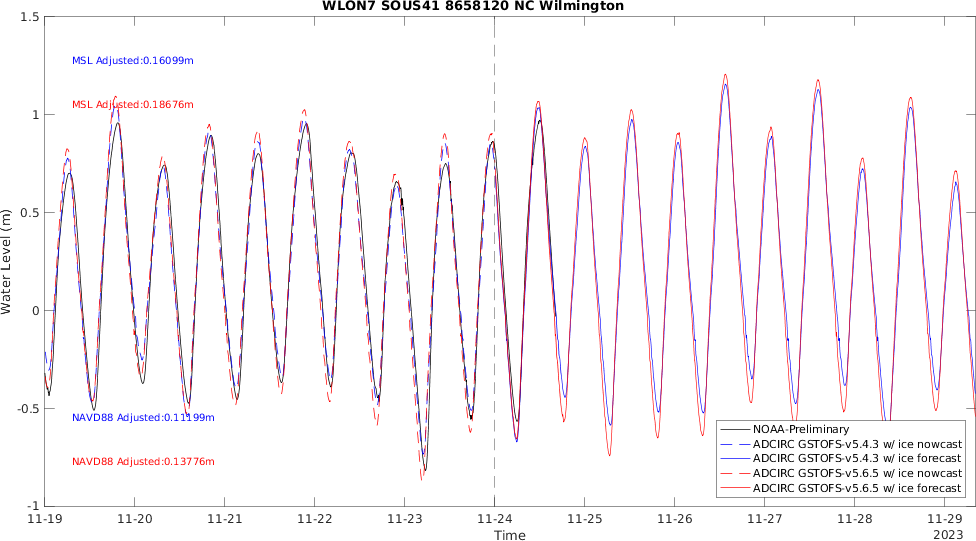 WLON7 SOUS41 8658120 NC Wilmington
1.5
1
0.5
0
-0.5
-1
Water Level (m)
MSL Adjusted:0.16099m
MSL Adjusted:0.18676m
NAVD88 Adjusted:0.11199m
NAVD88 Adjusted:0.13776m
NOAA-Preliminary
ADCIRC GSTOFS-v5.4.3 w/ ice nowcast
ADCIRC GSTOFS-v5.4.3 w/ ice forecast
ADCIRC GSTOFS-v5.6.5 w/ ice nowcast
ADCIRC GSTOFS-v5.6.5 w/ ice forecast
11-19 11-20 11-21 11-22 11-23 11-24 11-25 11-26 11-27 11-28 11-29
Time
2023